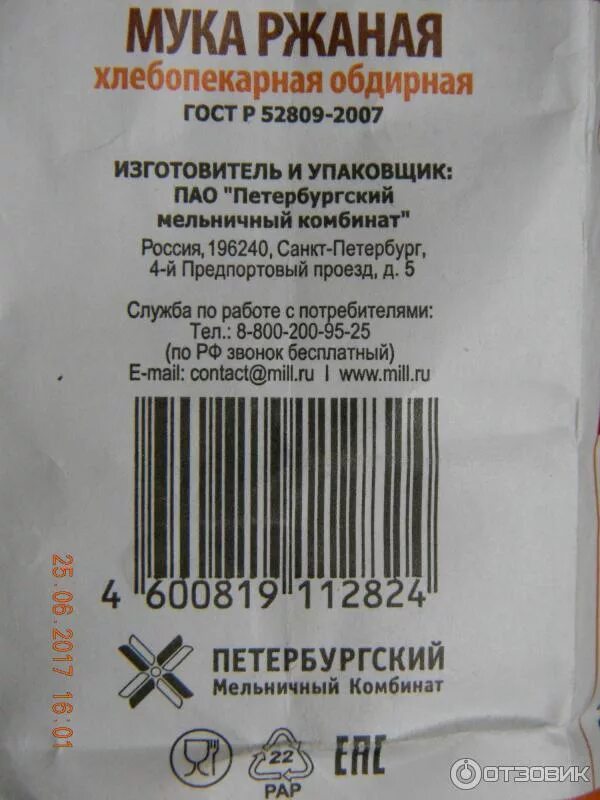 МУКА РЖАНАЯ
хлебопекарная обдирная
ГОСТ Р 52809-2007
ИЗГОТОВИТЕЛЬ И УПАКОВЩИК:
ПАО "Петербургский
мельничный комбинат"
Россия, 196240, Санкт-Петербург,
4-й Предпортовый проезд, д. 5
Служба по работе с потребителями:
Тел.: 8-800-200-95-25
(по РФ звонок бесплатный)
E-mail: contact@mill.ru I www.mill.ru
4 600819 112824
ПЕТЕРБУРГСКИЙ
Мельничный Комбинат
22
PAP
EAC
25.06.2017 16:01
ОТЗОВИК